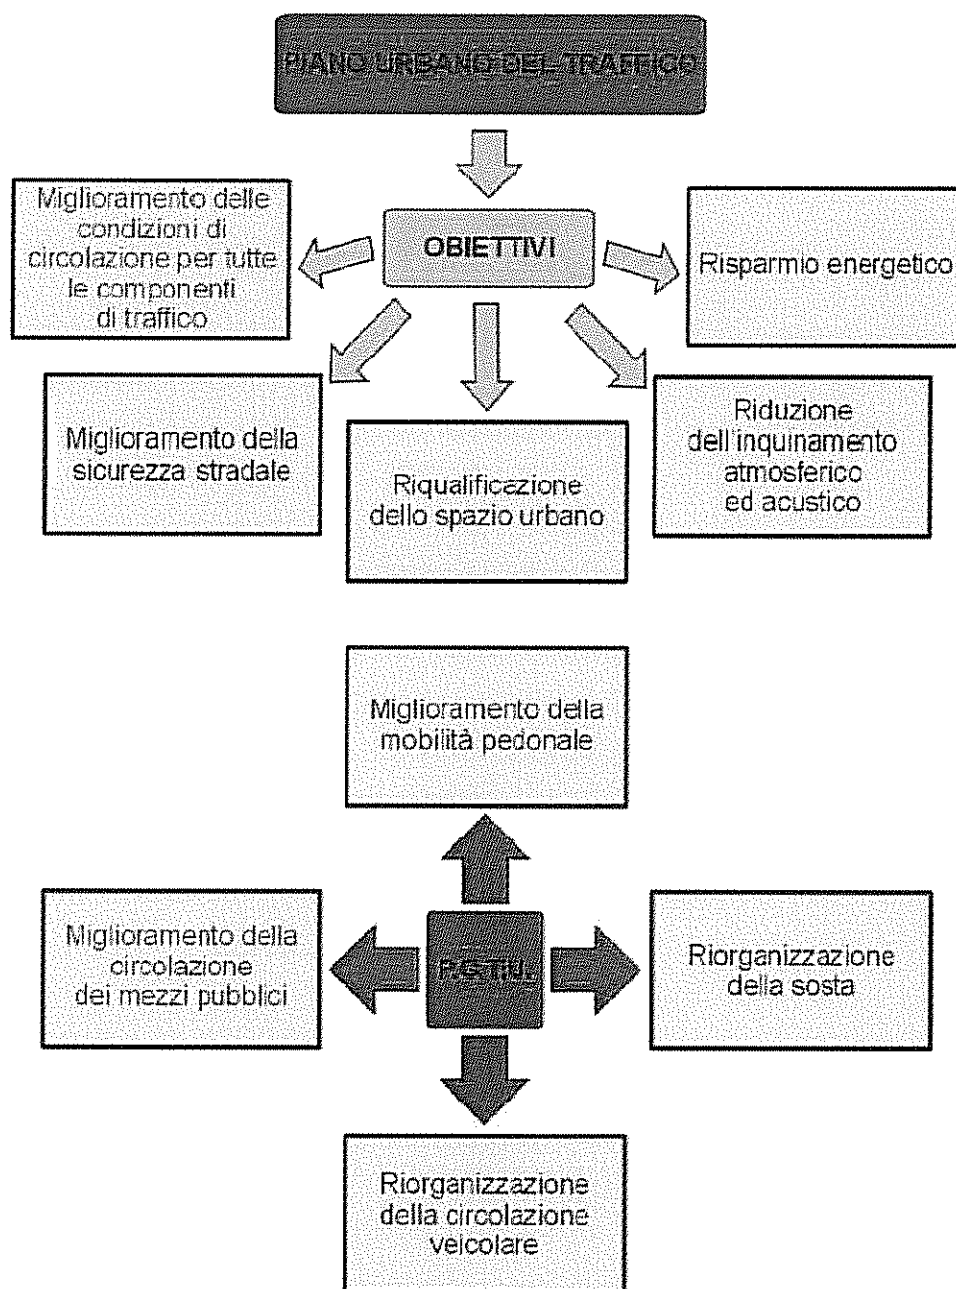 PIANO URBANO DEL TRAFFICO
OBIETTIVI
Miglioramento delle
condizioni di
circolazione per tutte
le componenti
di traffico
Risparmio energetico
Miglioramento della
sicurezza stradale
Riqualificazione
dello spazio urbano
Riduzione
dell'inquinamento
atmosferico
ed acustico
Miglioramento della
mobilità pedonale
Miglioramento della
circolazione
dei mezzi pubblici
P.G.T.U.
Riorganizzazione
della sosta
Riorganizzazione
della circolazione
veicolare